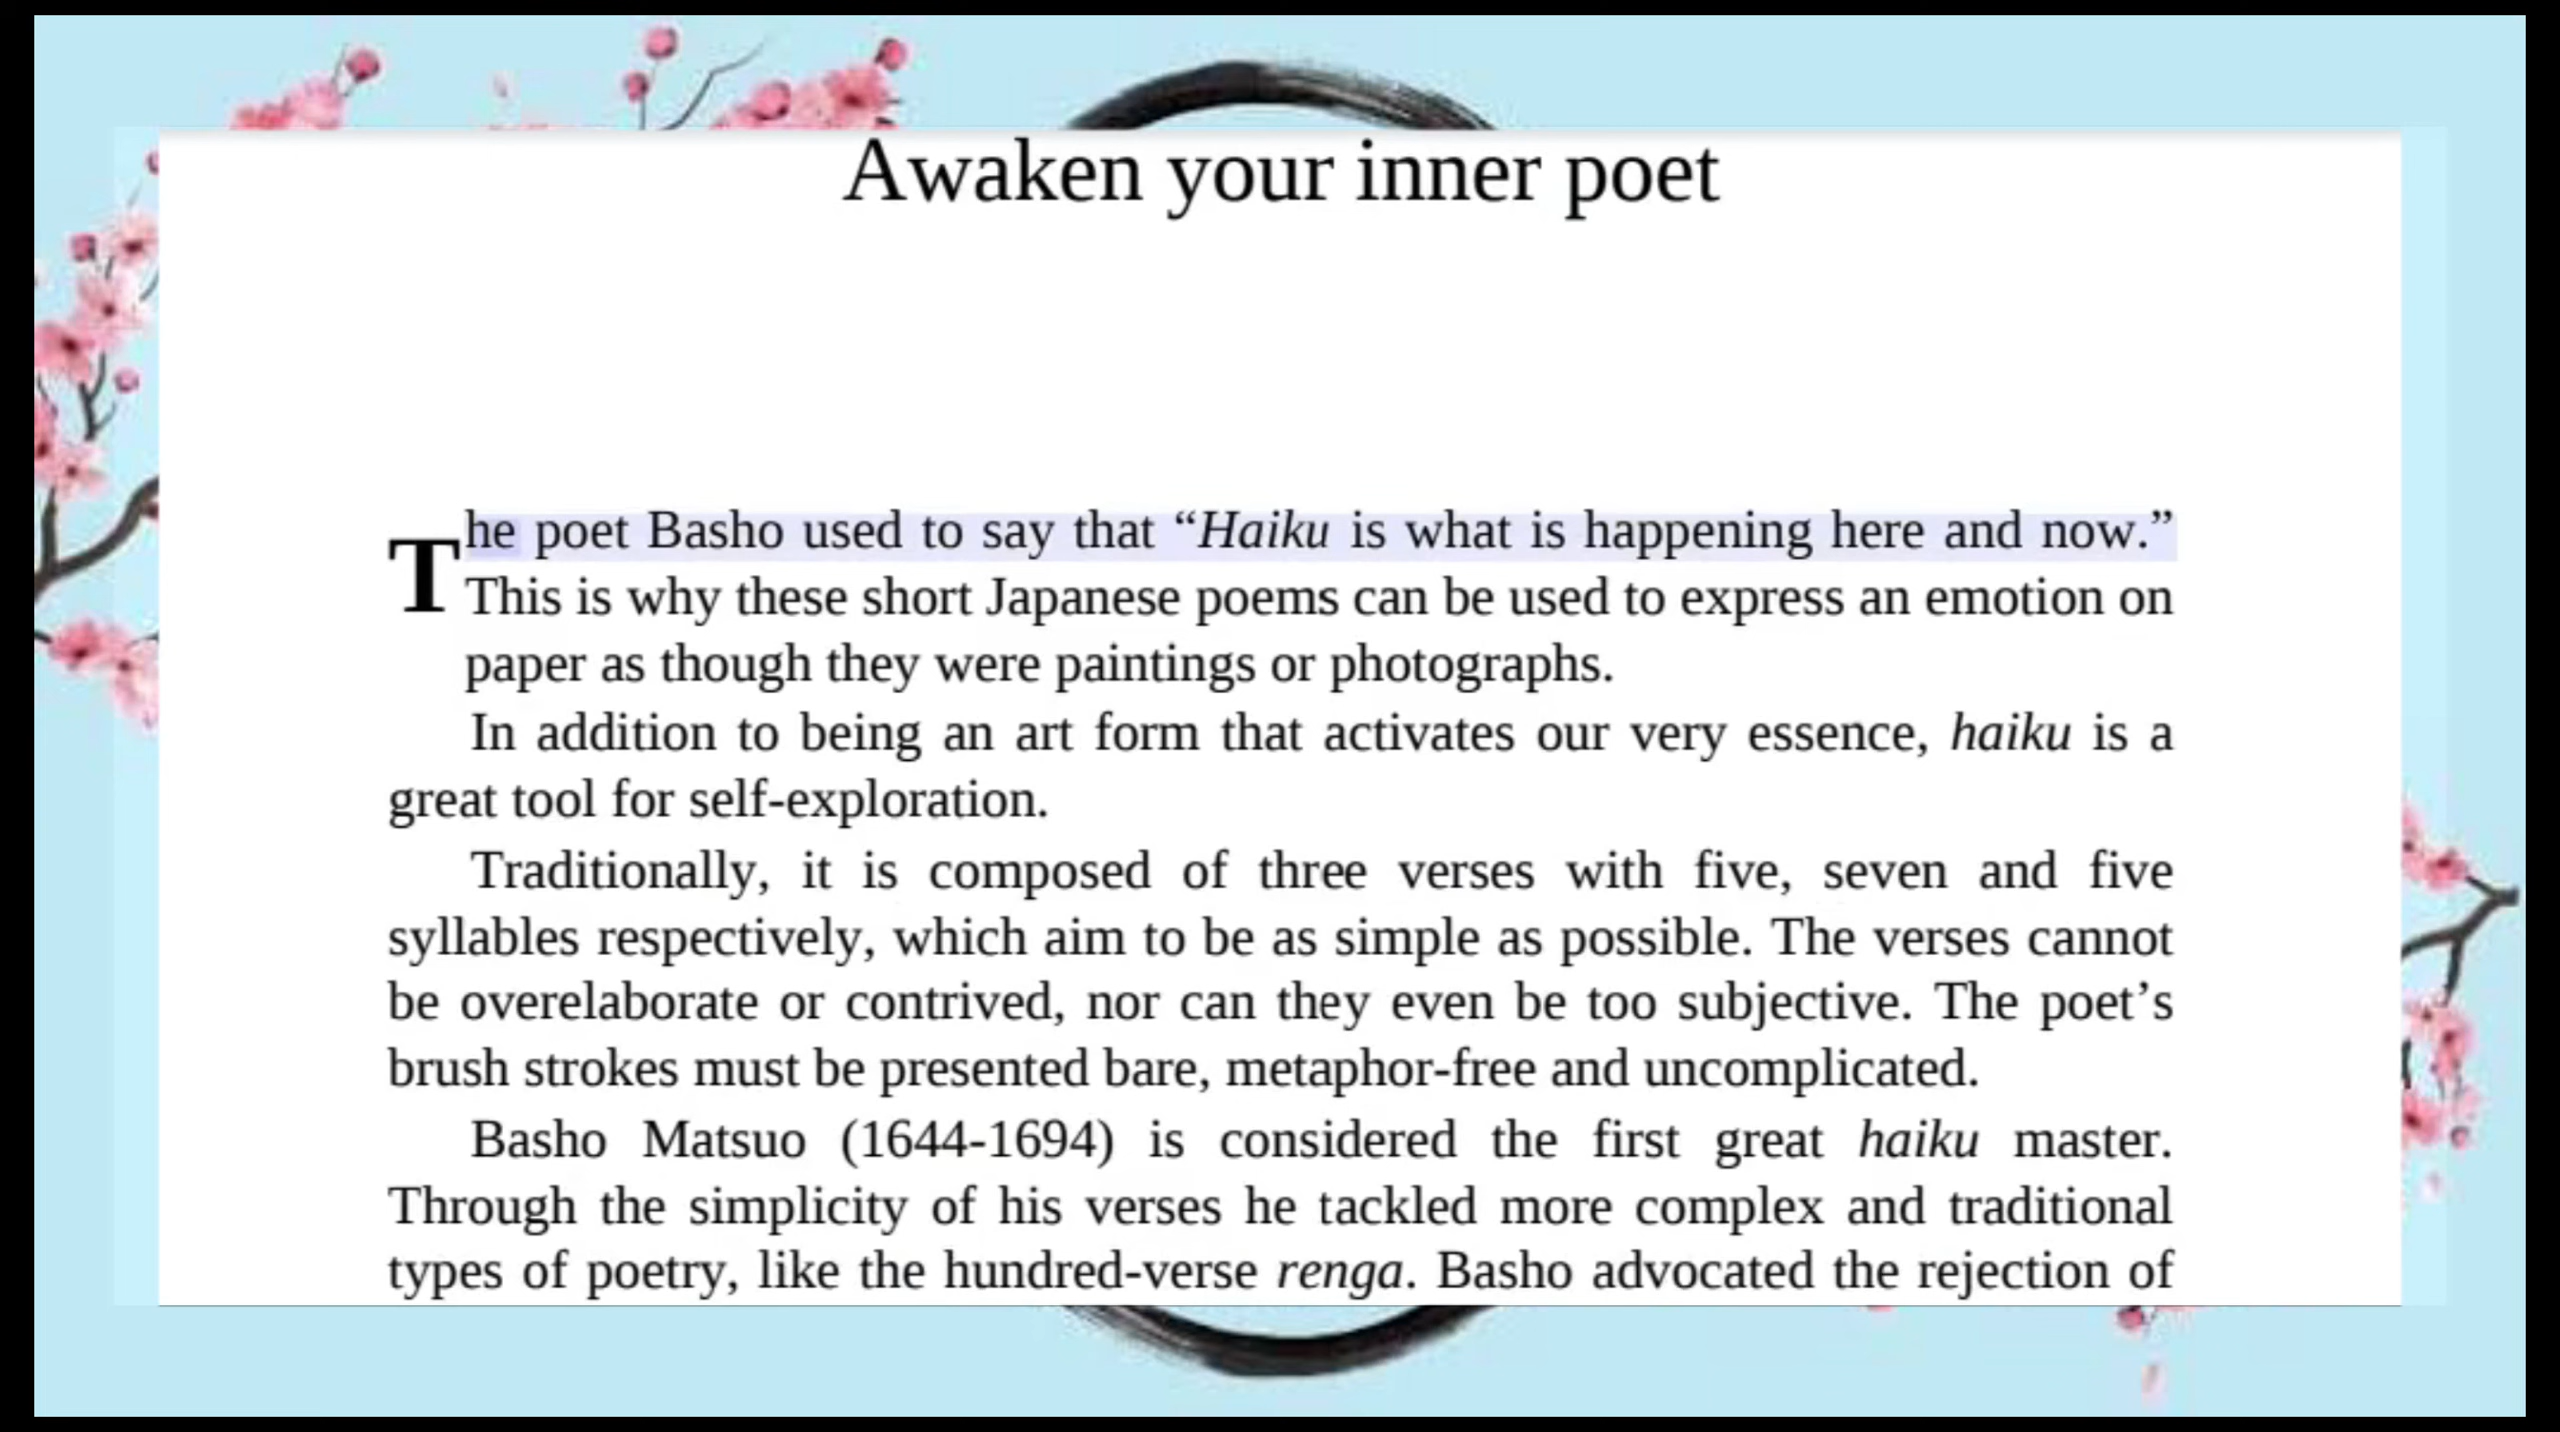 Awaken your inner poet
The poet Basho used to say that “Haiku is what is happening here and now.”
This is why these short Japanese poems can be used to express an emotion on
paper as though they were paintings or photographs.
In addition to being an art form that activates our very essence, haiku is a
great tool for self-exploration.
Traditionally, it is composed of three verses with five, seven and five
syllables respectively, which aim to be as simple as possible. The verses cannot
be overelaborate or contrived, nor can they even be too subjective. The poet’s
brush strokes must be presented bare, metaphor-free and uncomplicated.
Basho Matsuo (1644-1694) is considered the first great haiku master.
Through the simplicity of his verses he tackled more complex and traditional
types of poetry, like the hundred-verse renga. Basho advocated the rejection of